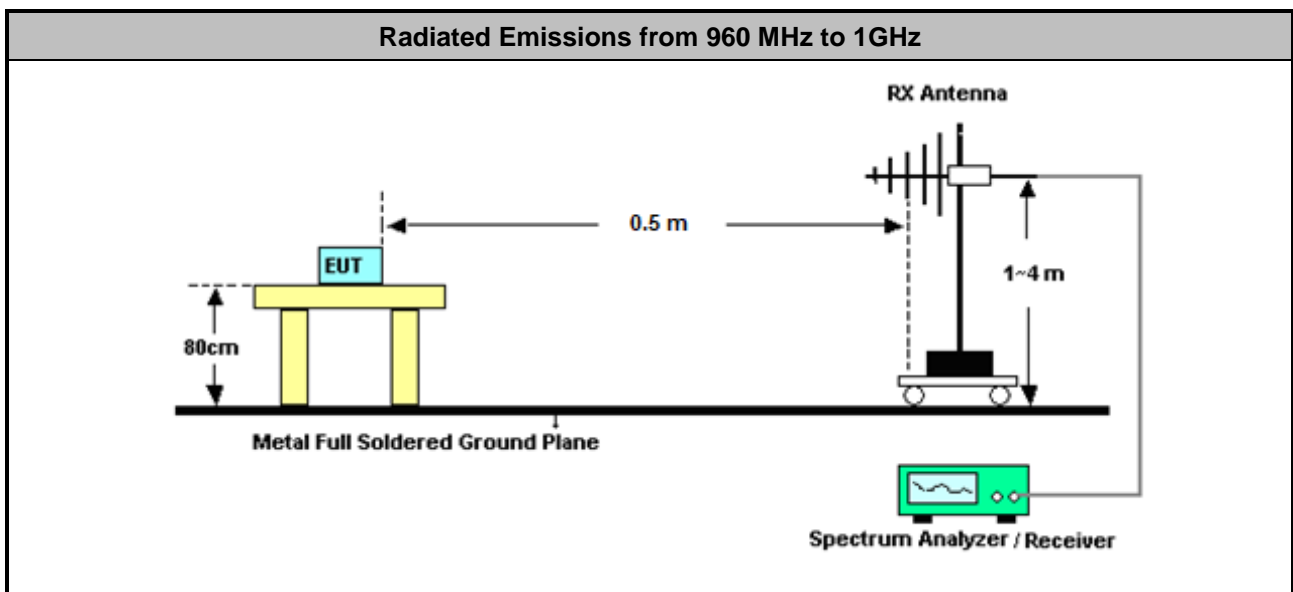 Radiated Emissions from 960 MHz to 1GHz
RX Antenna
0.5 m
EUT
1~4 m
80cm
Metal Full Soldered Ground Plane
Spectrum Analyzer / Receiver